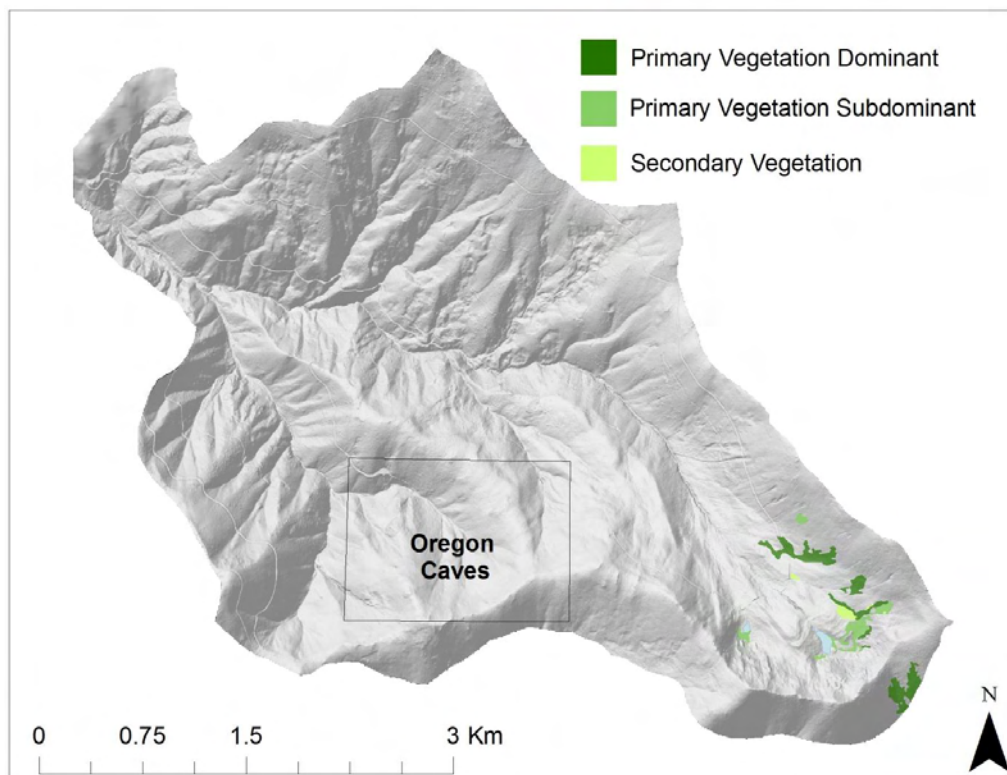 Primary Vegetation Dominant
Primary Vegetation Subdominant
Secondary Vegetation
Oregon
Caves
N
0 0.75 1.5 3 Km